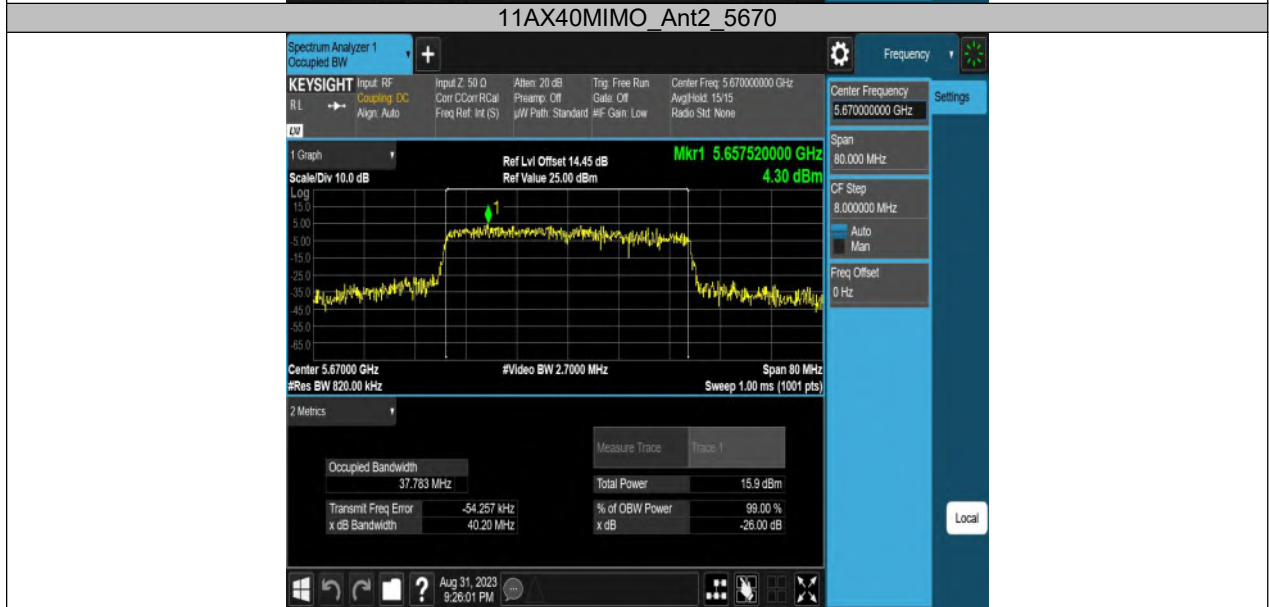 11AX40MIMO_Ant2_5670
Spectrum Analyzer 1
Occupied BW
+
Frequency
KEYSIGHT
RL
LXI
Input: RF
Coupling: DC
Align: Auto
Input Z: 50 Ω
Corr CCorr RCal
Freq Ref: Int (S)
Atten: 20 dB
Preamp: Off
µW Path: Standard
Trig: Free Run
Gate: Off
#IF Gain: Low
Center Freq: 5.670000000 GHz
Avg|Hold: 15/15
Radio Std: None
Center Frequency
5.670000000 GHz
Settings
Span
80.000 MHz
CF Step
8.000000 MHz
Auto
Man
Freq Offset
0 Hz
Local
1 Graph
Scale/Div 10.0 dB
Ref Lvl Offset 14.45 dB
Ref Value 25.00 dBm
Mkr1 5.657520000 GHz
4.30 dBm
Log
15.0
5.00
-5.00
-15.0
-25.0
-35.0
-45.0
-55.0
-65.0
1
Center 5.67000 GHz
#Res BW 820.00 kHz
#Video BW 2.7000 MHz
Span 80 MHz
Sweep 1.00 ms (1001 pts)
2 Metrics
Measure Trace Trace 1
Occupied Bandwidth
37.783 MHz
Total Power 15.9 dBm
Transmit Freq Error -54.257 kHz
% of OBW Power 99.00 %
x dB Bandwidth 40.20 MHz
x dB -26.00 dB
?
Aug 31, 2023
9:26:01 PM